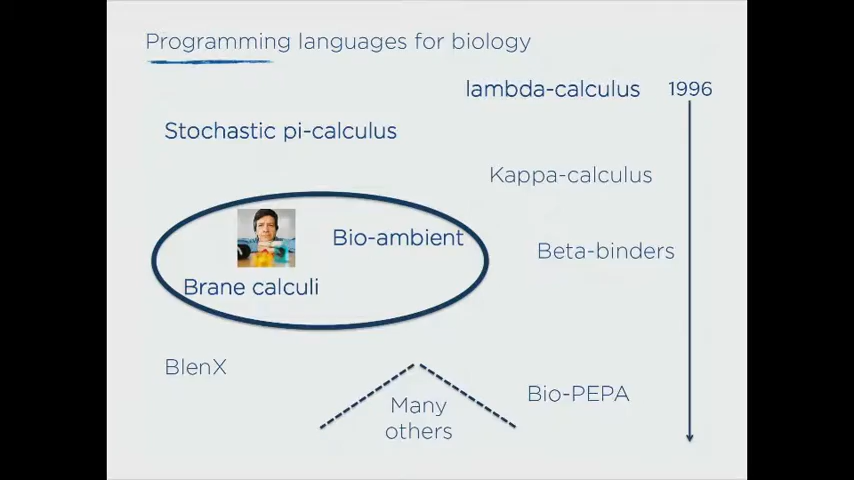 Programming languages for biology
lambda-calculus 1996
Stochastic pi-calculus
Kappa-calculus
Bio-ambient
Beta-binders
Brane calculi
BlenX
Bio-PEPA
Many
others